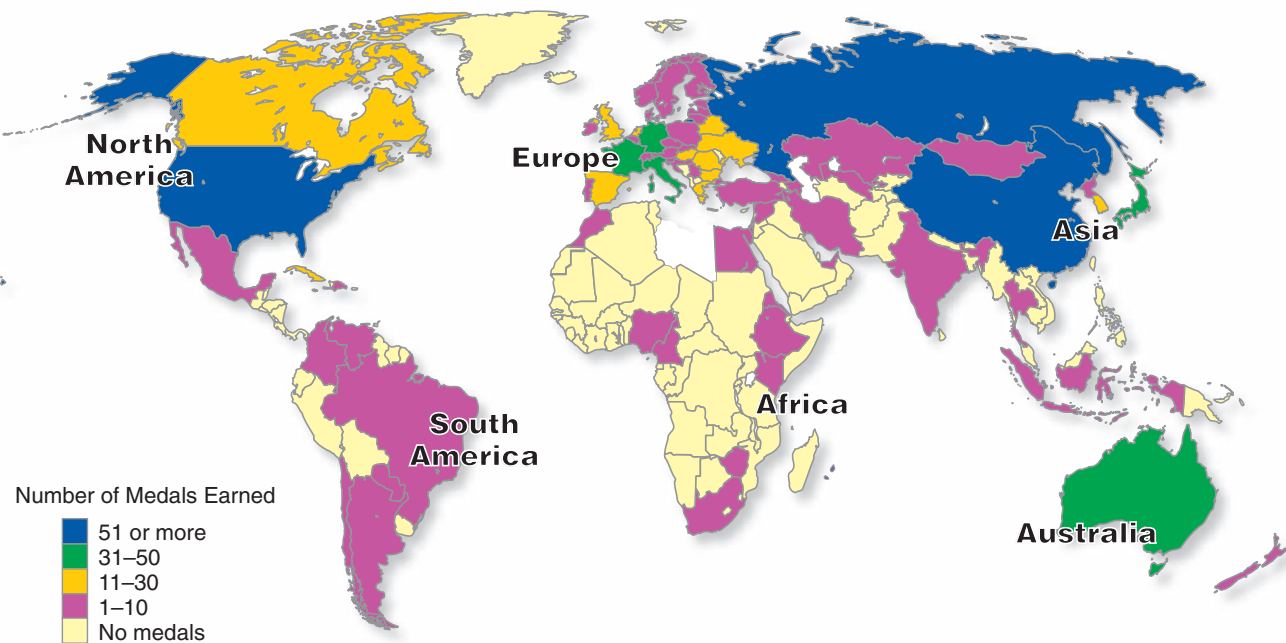 North
America
Europe
Asia
Africa
South
America
Australia
Number of Medals Earned
51 or more
31–50
11–30
1–10
No medals